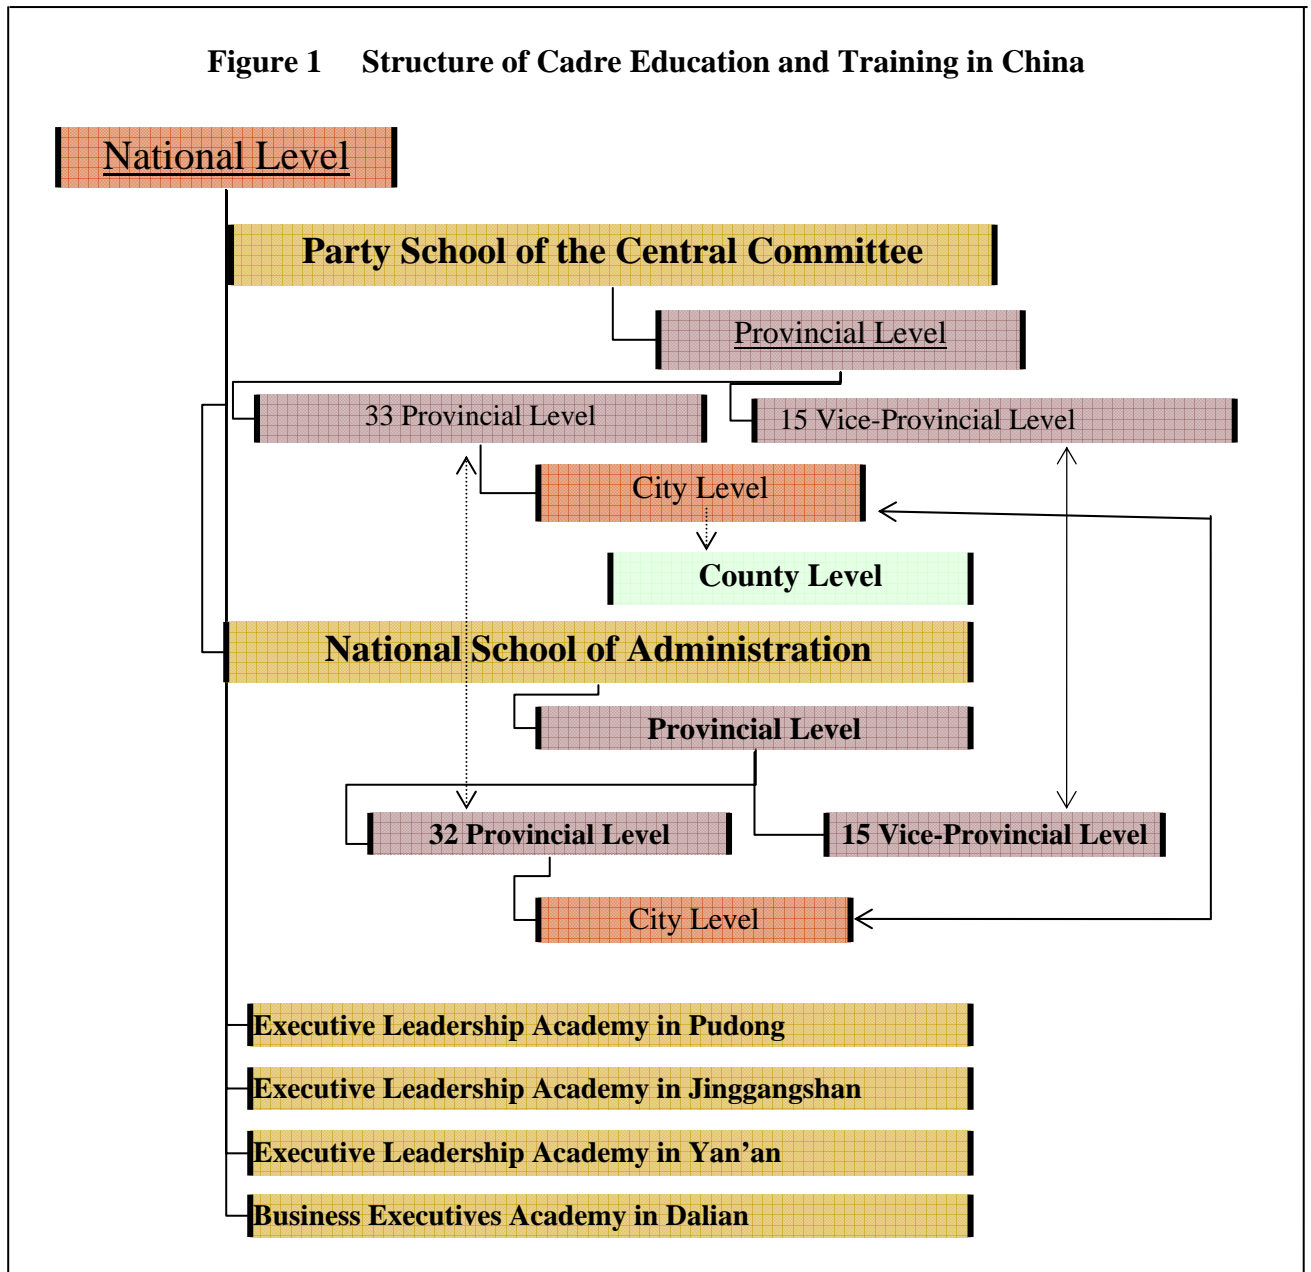 Figure 1 Structure of Cadre Education and Training in China
National Level
Party School of the Central Committee
Provincial Level
33 Provincial Level
15 Vice-Provincial Level
City Level
County Level
National School of Administration
Provincial Level
32 Provincial Level
15 Vice-Provincial Level
City Level
Executive Leadership Academy in Pudong
Executive Leadership Academy in Jinggangshan
Executive Leadership Academy in Yan’an
Business Executives Academy in Dalian